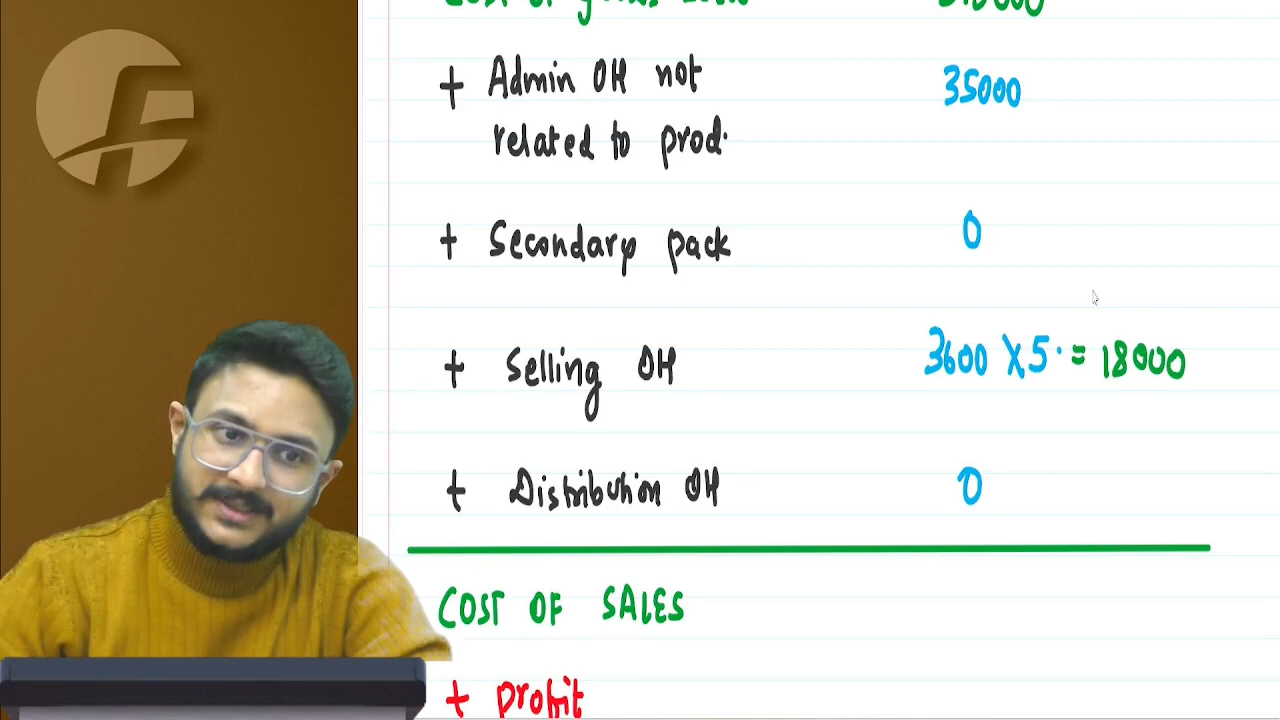 + Admin OH not 35000
related to prod.
+ Secondary pack 0
+ Selling OH 3600 X 5 = 18000
+ Distribution OH 0
COST OF SALES
+ profit